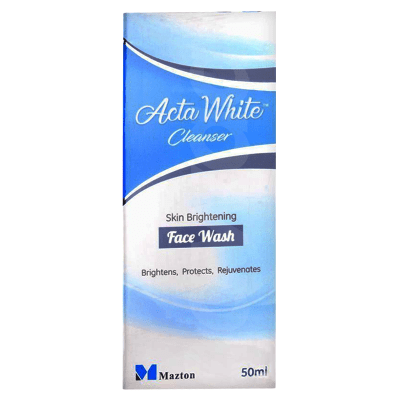 Acta White™
Cleanser
Skin Brightening
Face Wash
Brightens, Protects, Rejuvenates
M Mazton
50ml